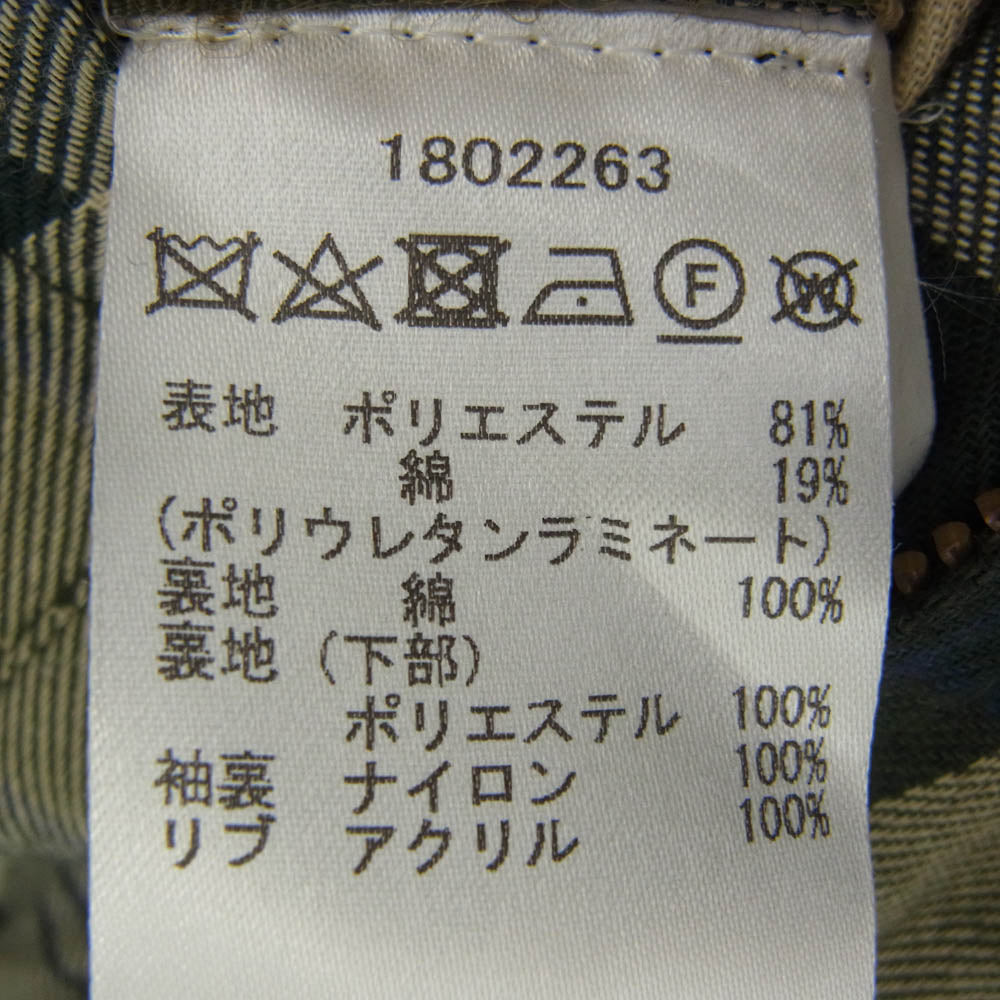 1802263
F W
表地 ポリエステル 81%
綿 19%
(ポリウレタンラミネート)
裏地 綿 100%
裏地 (下部)
ポリエステル 100%
袖裏 ナイロン 100%
リブ アクリル 100%